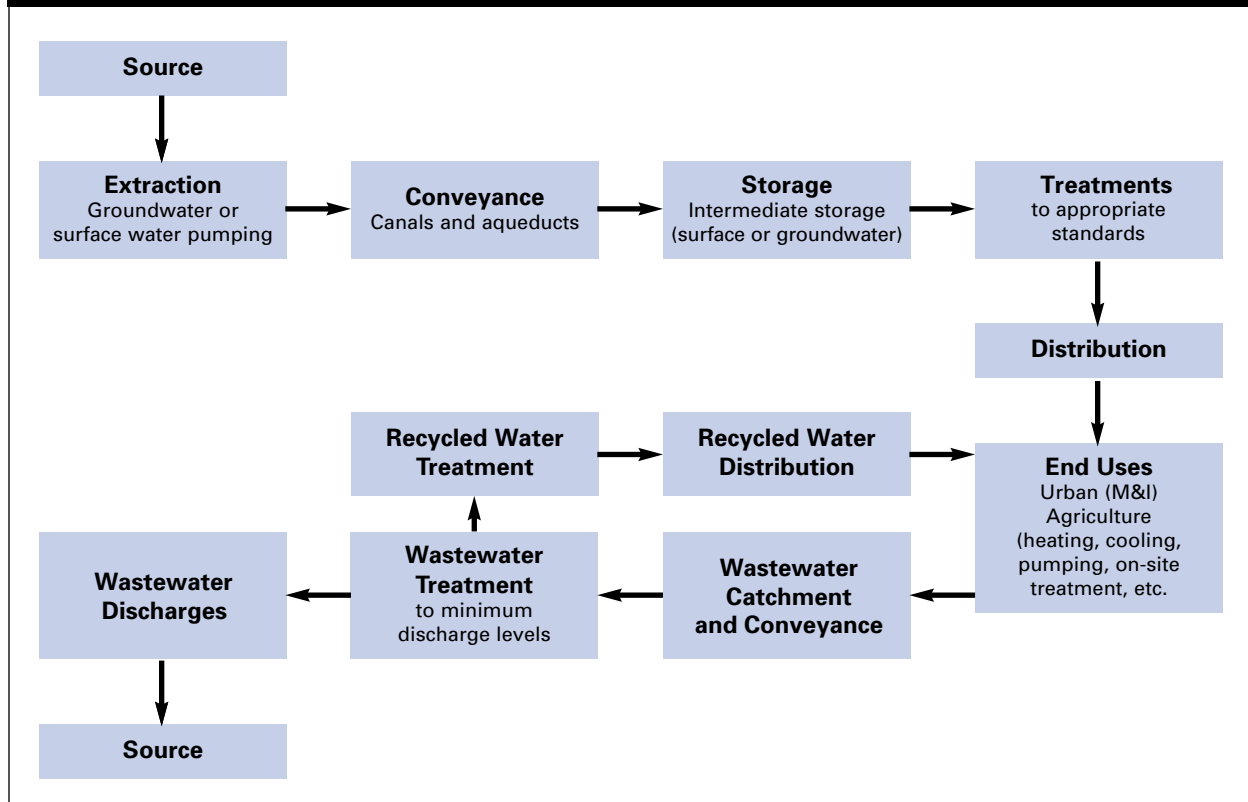 Source
Extraction
Groundwater or
surface water pumping
Conveyance
Canals and aqueducts
Storage
Intermediate storage
(surface or groundwater)
Treatments
to appropriate
standards
Distribution
Recycled Water
Treatment
Recycled Water
Distribution
End Uses
Urban (M&I)
Agriculture
(heating, cooling,
pumping, on-site
treatment, etc.
Wastewater
Discharges
Wastewater
Treatment
to minimum
discharge levels
Wastewater
Catchment
and Conveyance
Source